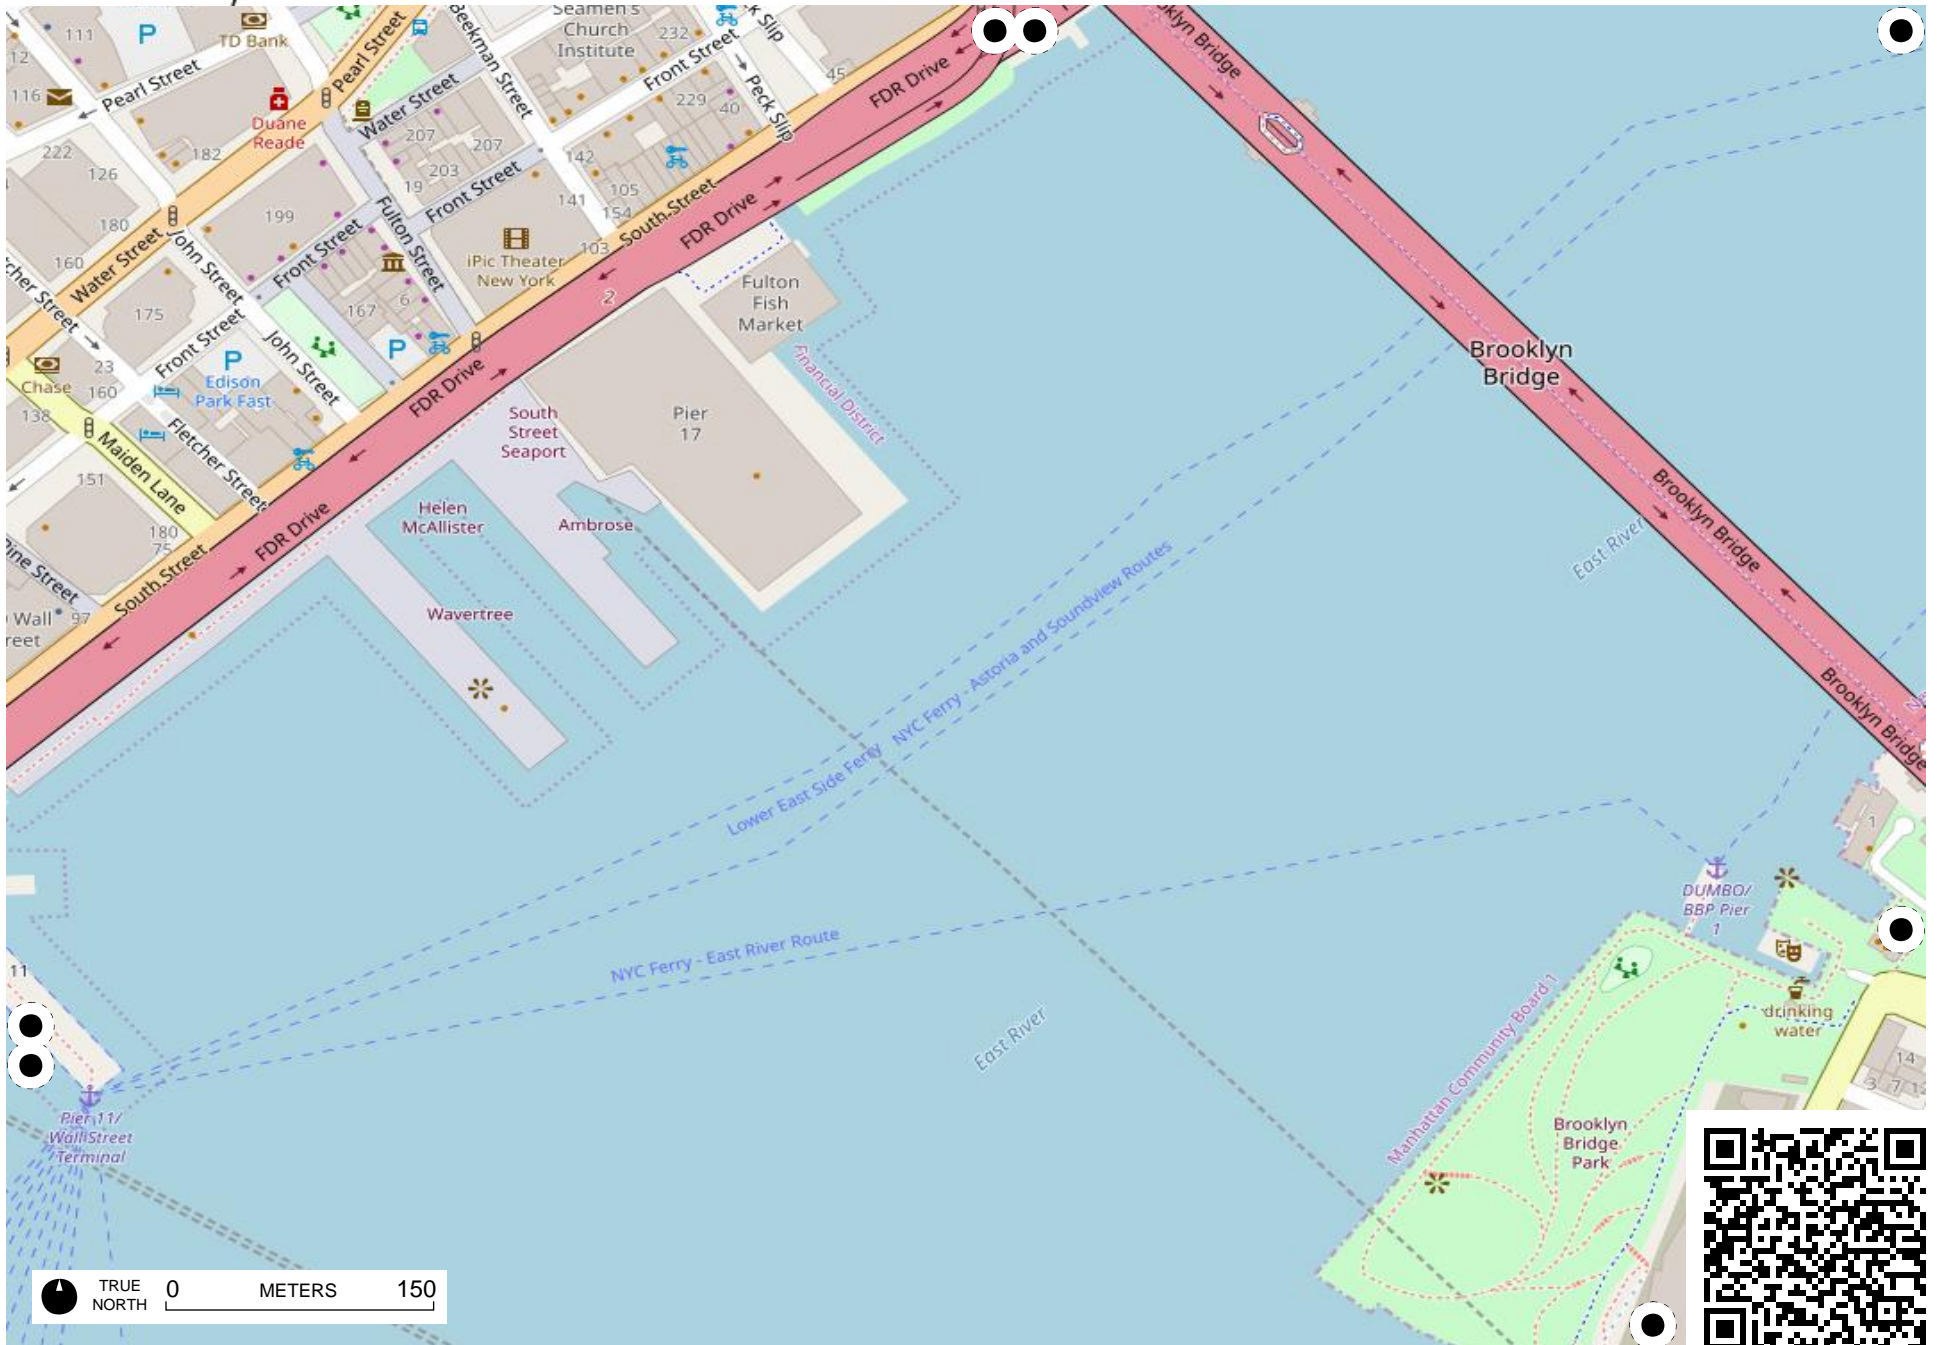 111
TD Bank
Pearl Street
Beekman Street
Seamen's
Church
Institute
232
Front Street
Peck Slip
45
FDR Drive
Brooklyn Bridge
12
116
Pearl Street
Duane
Reade
Water Street
207
207
203
19
229
40
142
105
154
141
103
222
126
182
180
199
Fulton Street
Front Street
South Street
FDR Drive
iPic Theater
New York
160
Water Street
John Street
Front Street
175
167
6
2
Fulton
Fish
Market
Financial District
Brooklyn
Bridge
Front Street
John Street
23
160
Chase
138
Edison
Park Fast
FDR Drive
South
Street
Seaport
Pier
17
Maiden Lane
Fletcher Street
151
Helen
McAllister
Ambrose
180
75
FDR Drive
South Street
Pine Street
Wall
97
Wavertree
East River
Brooklyn Bridge
Brooklyn Bridge
Lower East Side Ferry
NYC Ferry - Astoria and Soundview Routes
NYC Ferry - East River Route
East River
1
DUMBO/
BBP Pier
1
11
Pier 11/
Wall Street
Terminal
drinking
water
14
3
7
Manhattan Community Board 1
Brooklyn
Bridge
Park
TRUE
NORTH
0
METERS
150